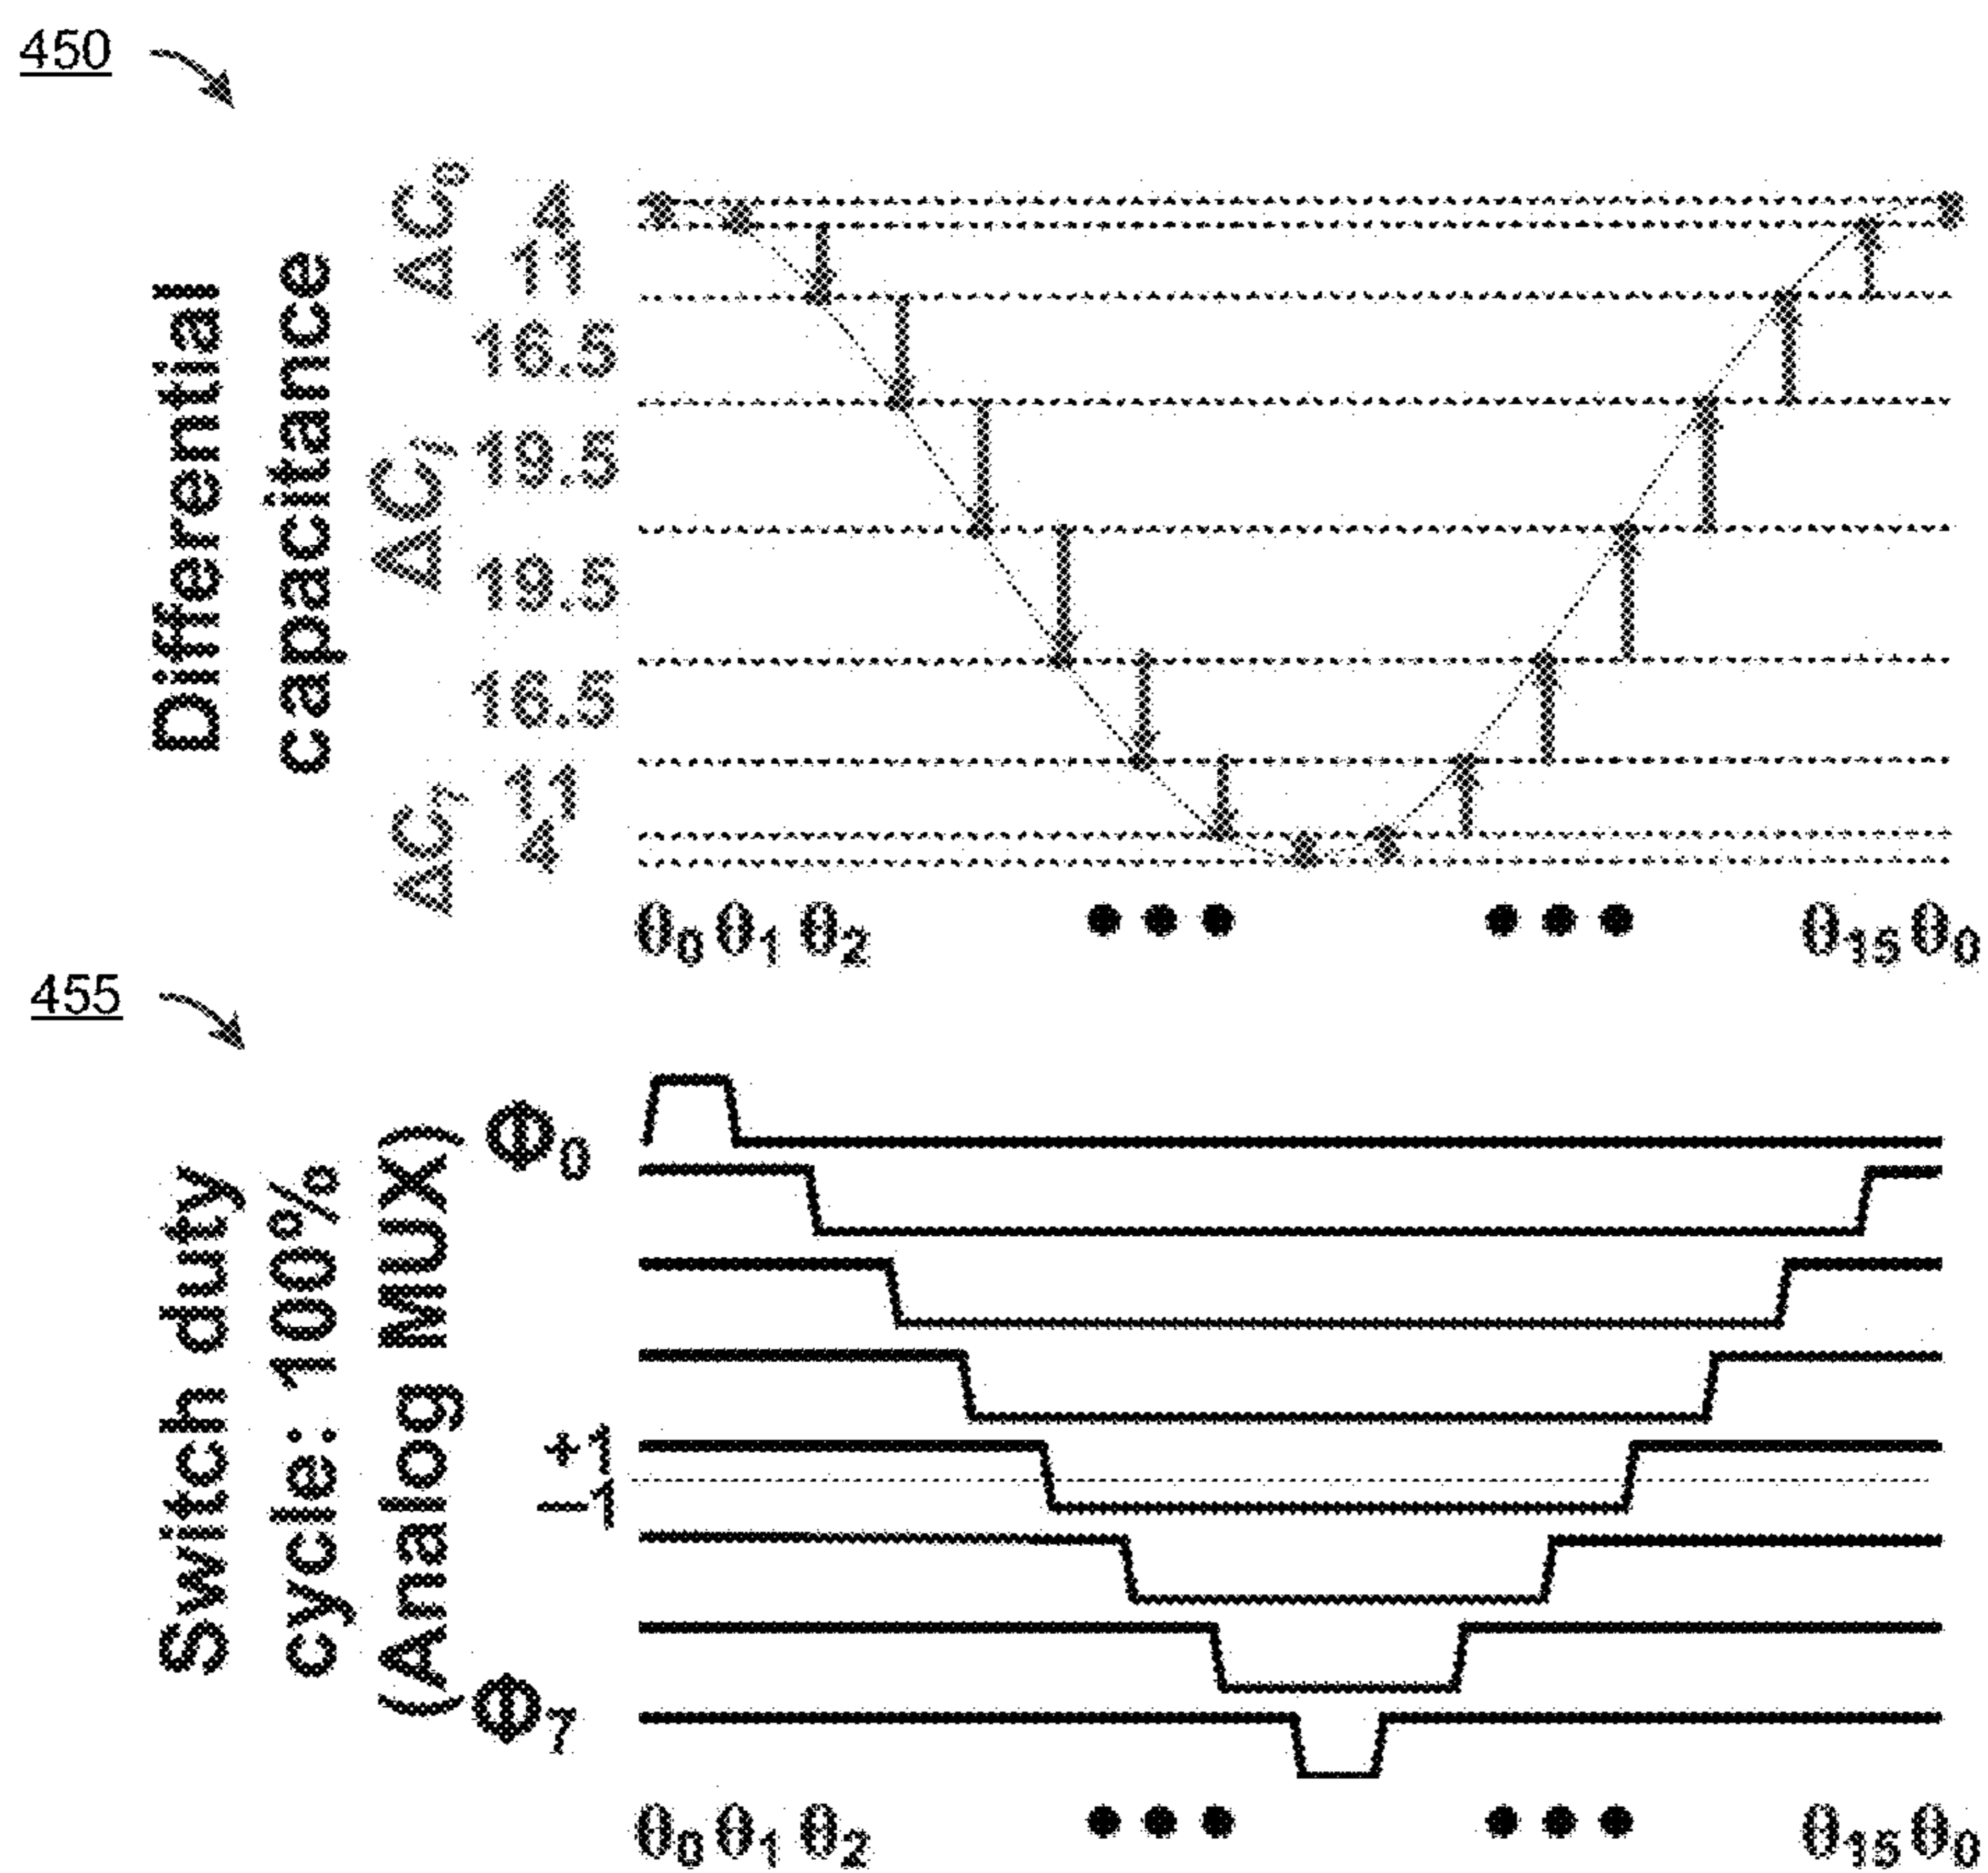 450
Differential
capacitance
ΔC₀
ΔCᵢ
ΔC₇
4
11
16.5
19.5
19.5
16.5
11
4
θ₀ θ₁ θ₂ ••• ••• θ₁₅ θ₀
455
Switch duty
cycle: 100%
(Analog MUX)
Φ₀
+1
-1
Φ₇
θ₀ θ₁ θ₂ ••• ••• θ₁₅ θ₀